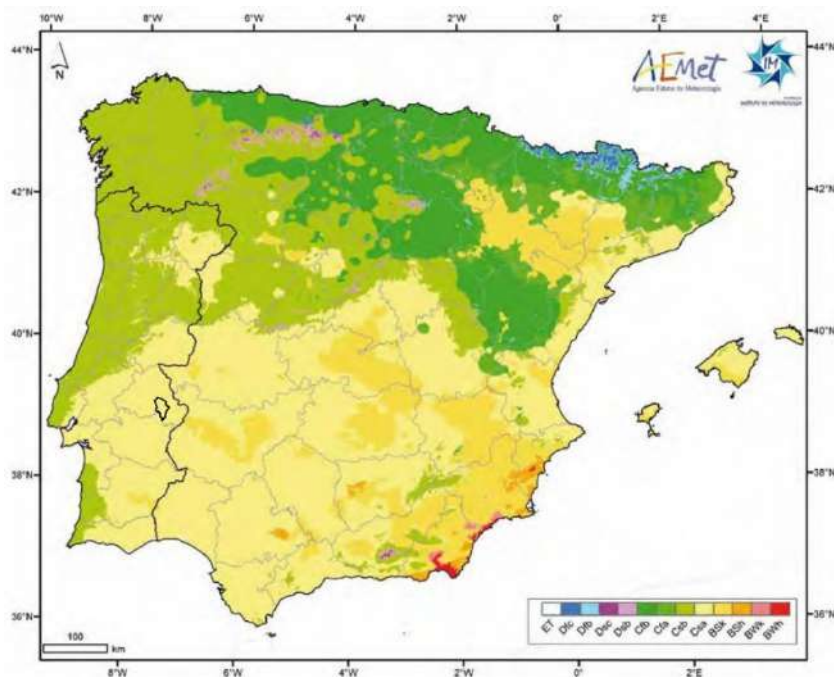 10°W 8°W 6°W 4°W 2°W 0° 2°E 4°E
44°N 44°N
N
AEmet
Agencia Estatal de Meteorología
IM
42°N 42°N
40°N 40°N
38°N 38°N
36°N 36°N
ET Dfc Dfb Dsc Dsb Cfb Cfa Csb Csa BSk BSh BWk BWh
100
km
8°W 6°W 4°W 2°W 0° 2°E